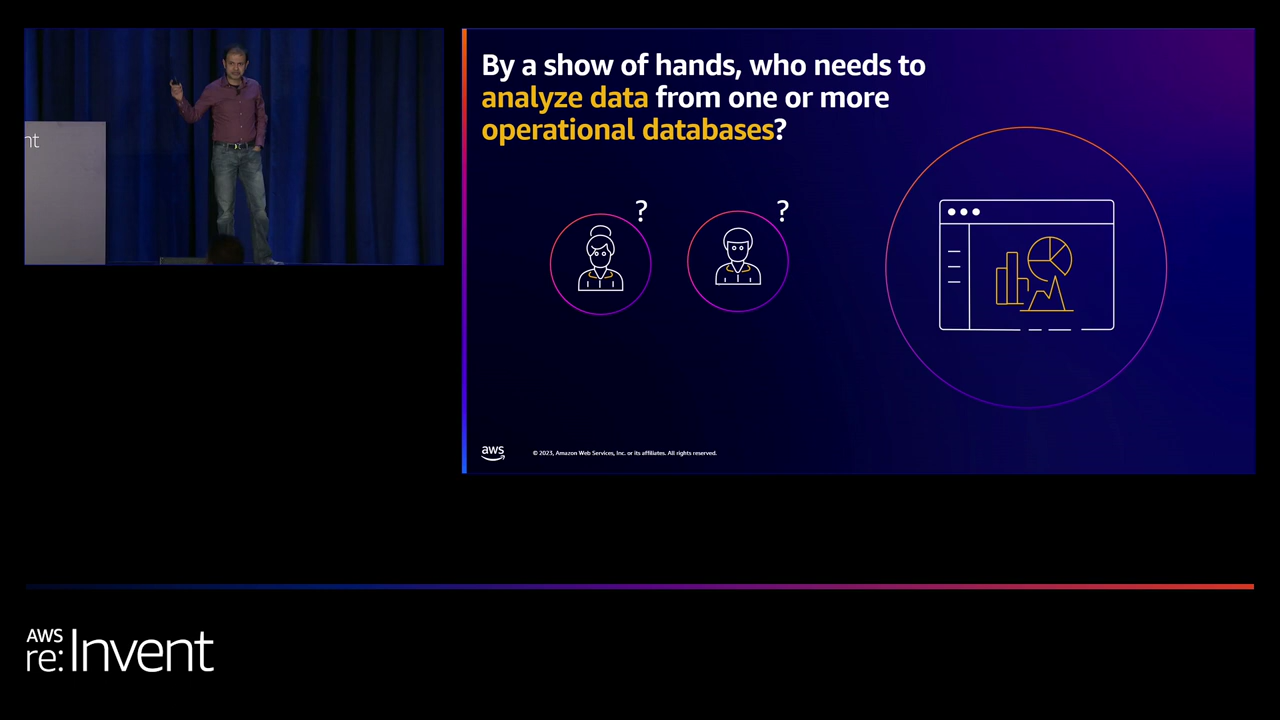 nt
By a show of hands, who needs to
analyze data from one or more
operational databases?
?
?
aws
© 2023, Amazon Web Services, Inc. or its affiliates. All rights reserved.
AWS
re:Invent